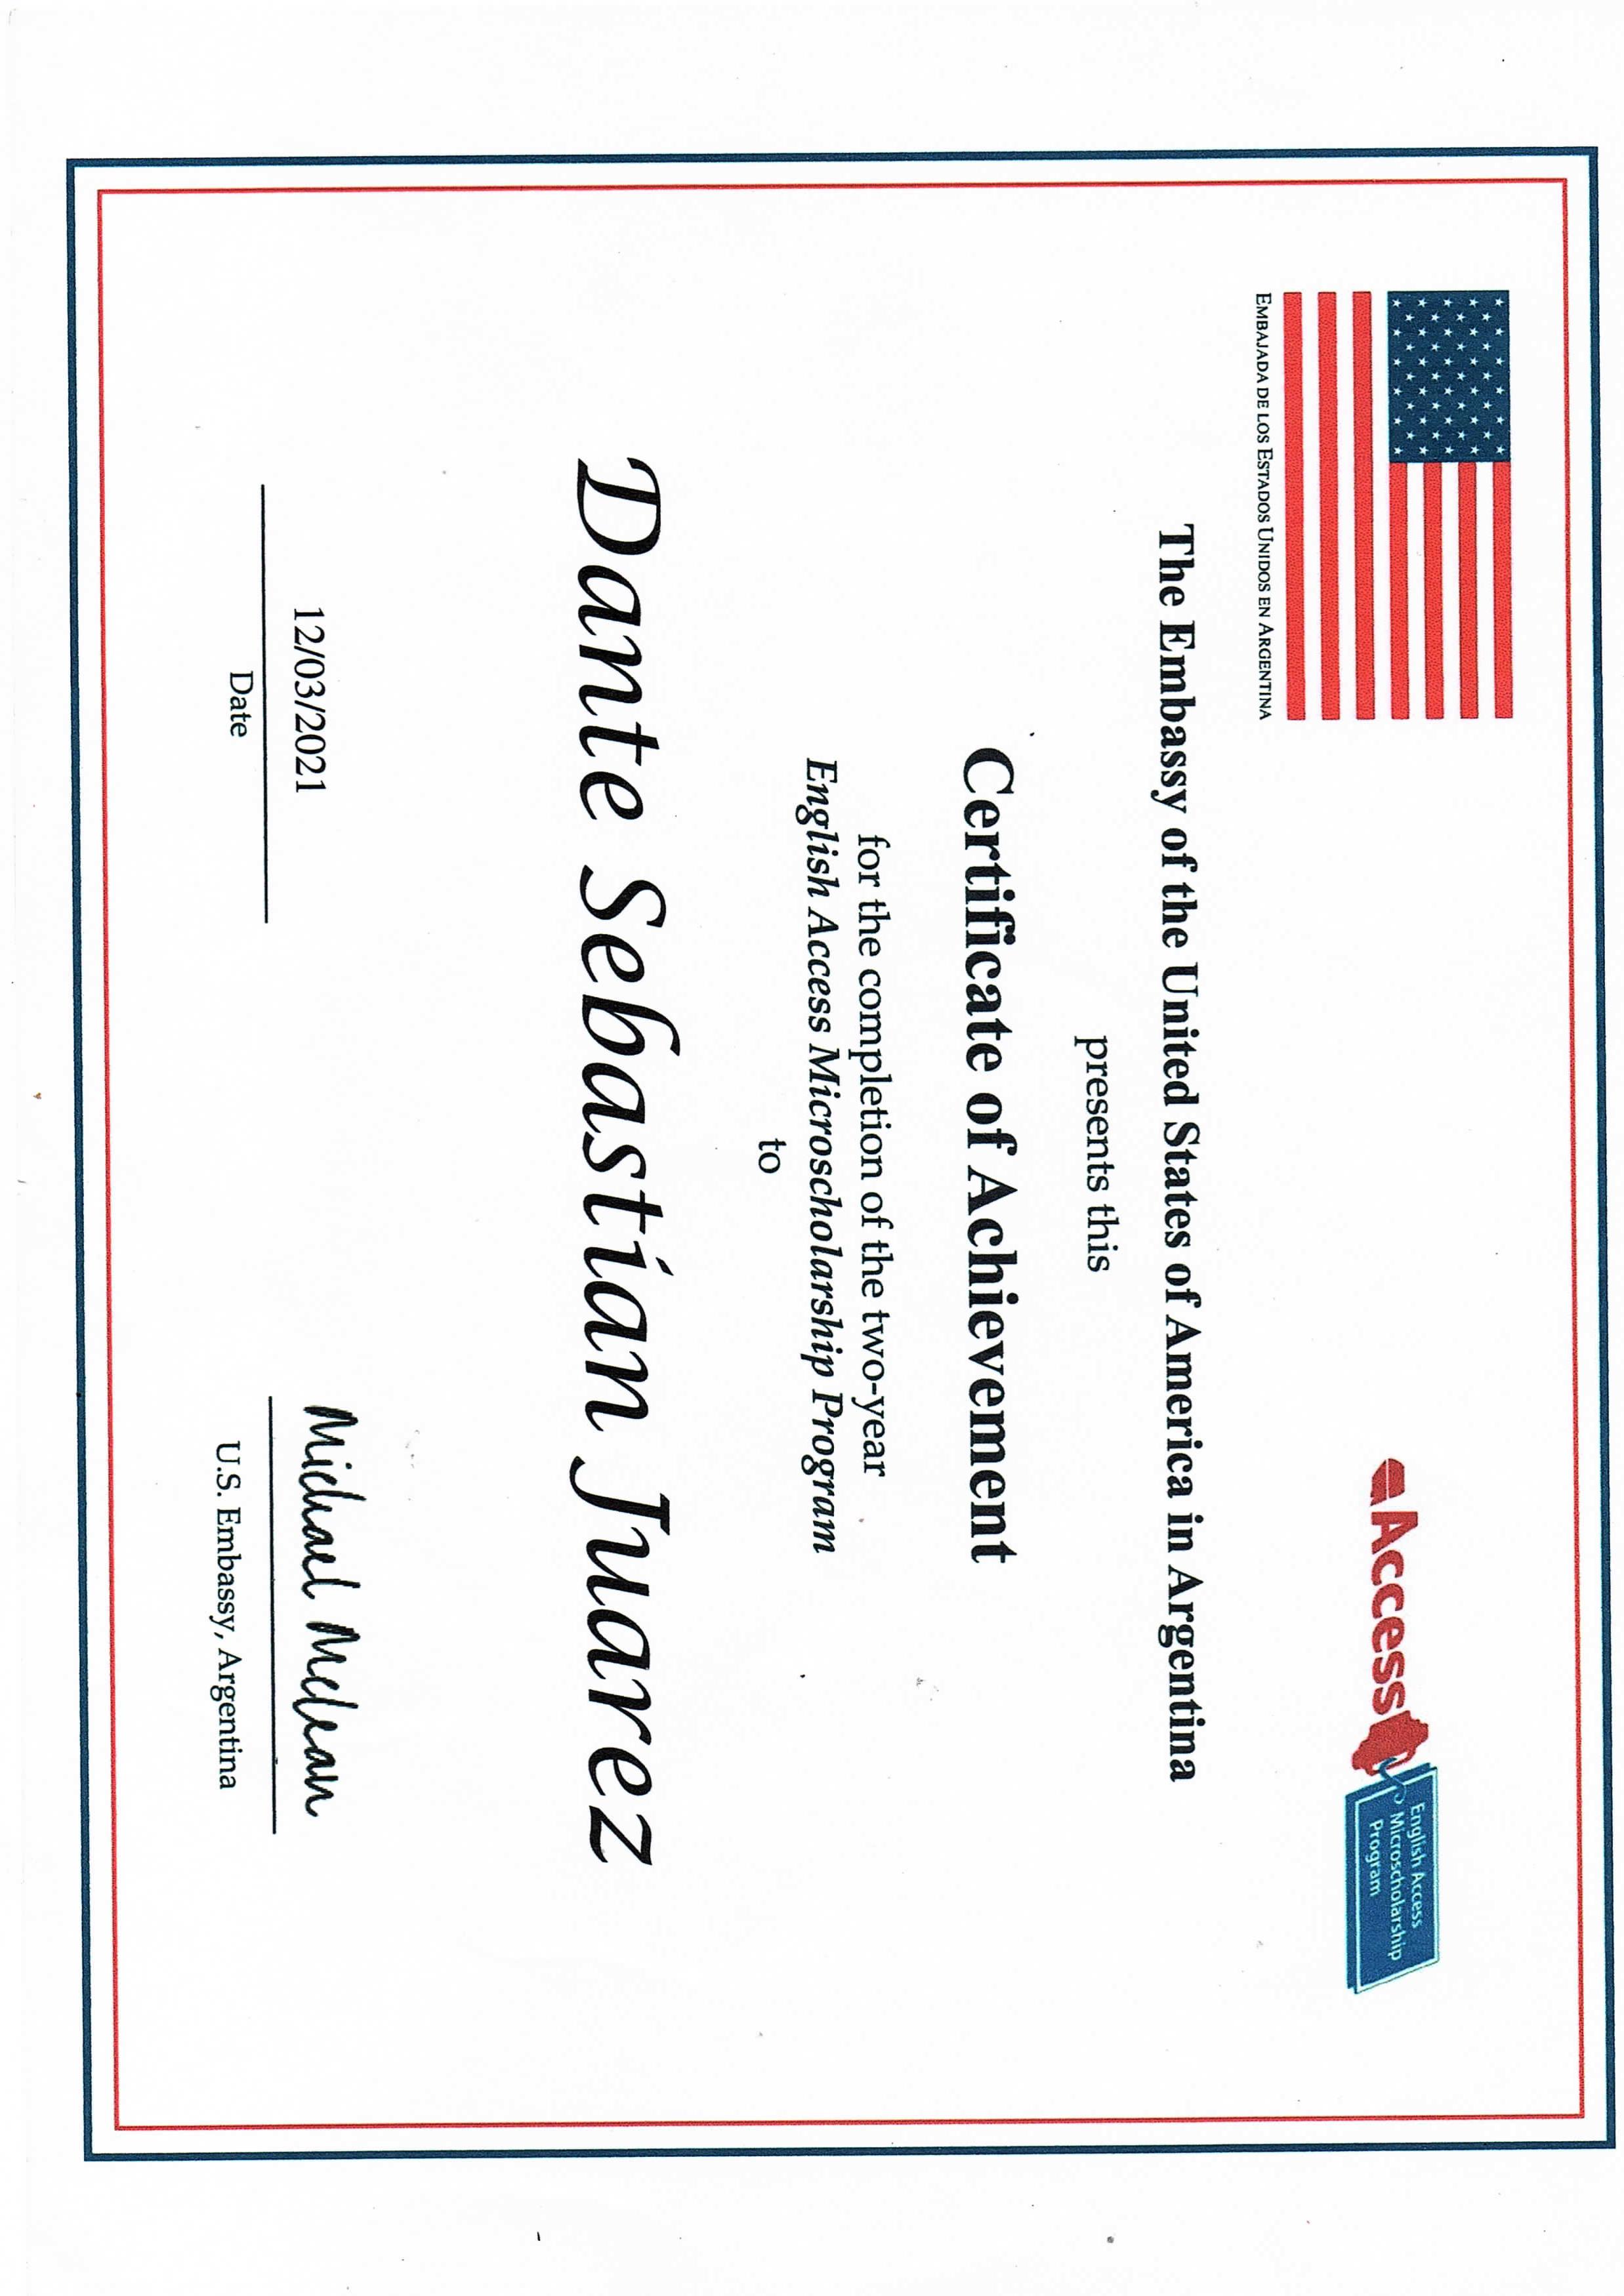 EMBAJADA DE LOS ESTADOS UNIDOS EN ARGENTINA
Access
English Access
Microscholarship
Program
The Embassy of the United States of America in Argentina
presents this
Certificate of Achievement
for the completion of the two-year
English Access Microscholarship Program
to
Dante Sebastián Juarez
12/03/2021
Date
Michael McClean
U.S. Embassy, Argentina